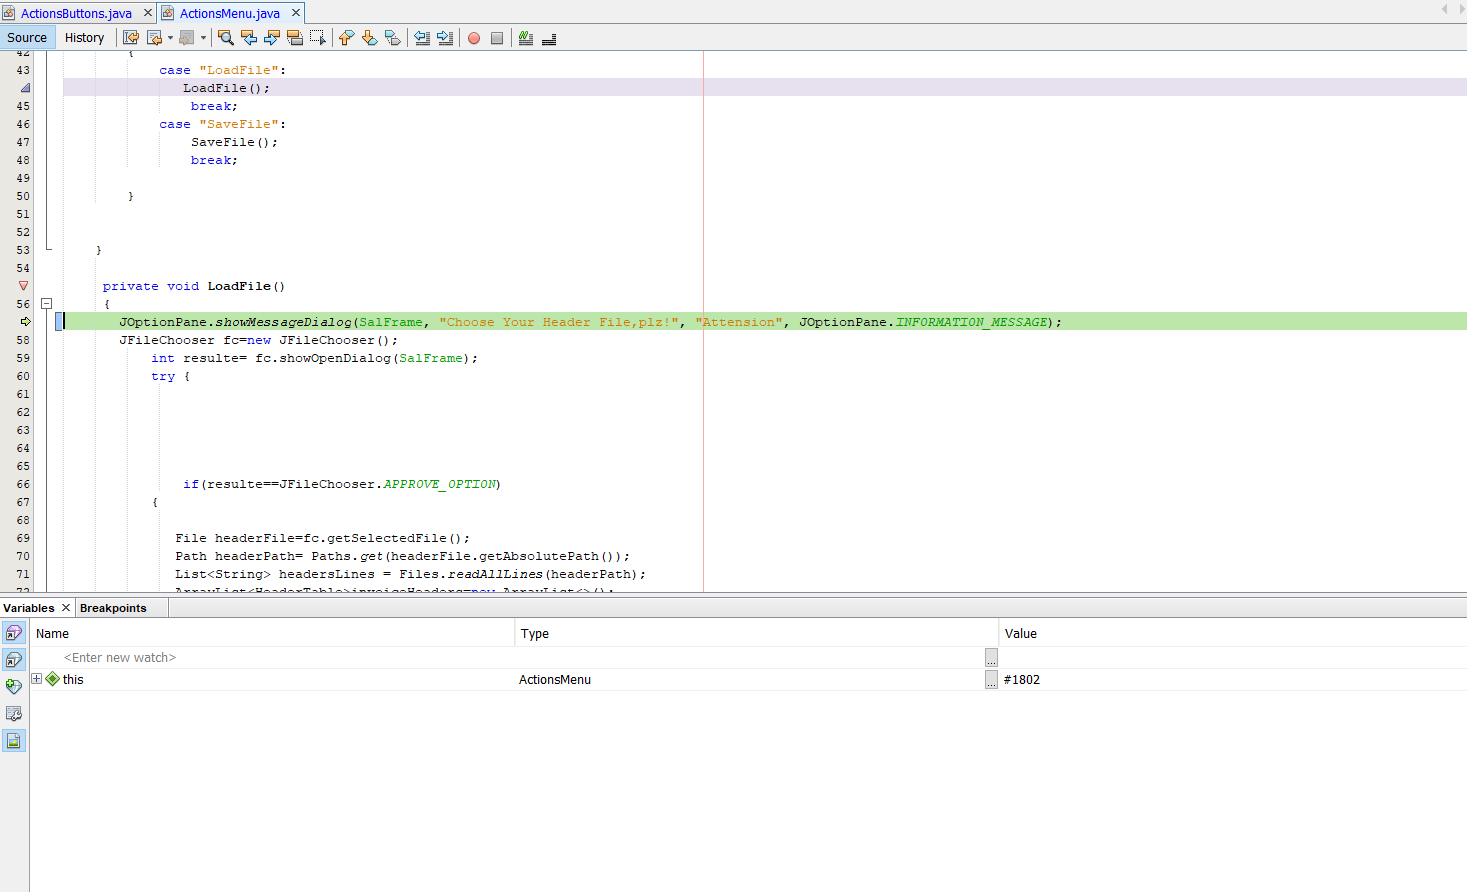 ActionsButtons.java × ActionsMenu.java ×
Source History
42 {
43 case "LoadFile":
LoadFile();
45 break;
46 case "SaveFile":
47 SaveFile();
48 break;
49
50 }
51
52
53 }
54
private void LoadFile()
56 {
JOptionPane.showMessageDialog(SalFrame, "Choose Your Header File,plz!", "Attension", JOptionPane.INFORMATION_MESSAGE);
58 JFileChooser fc=new JFileChooser();
59 int resulte= fc.showOpenDialog(SalFrame);
60 try {
61
62
63
64
65
66 if(resulte==JFileChooser.APPROVE_OPTION)
67 {
68
69 File headerFile=fc.getSelectedFile();
70 Path headerPath= Paths.get(headerFile.getAbsolutePath());
71 List<String> headersLines = Files.readAllLines(headerPath);
72 ArrayList<HeaderTable>invoiceHeaders=new ArrayList<>();
Variables × Breakpoints
Name Type Value
<Enter new watch> ...
this ActionsMenu ... #1802